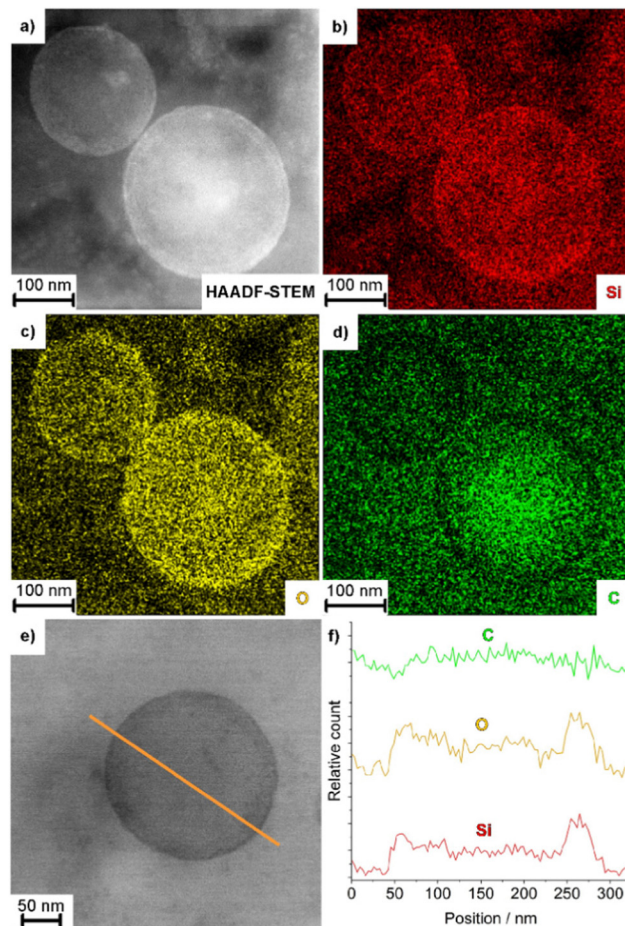 a)
100 nm
HAADF-STEM
b)
100 nm
Si
c)
100 nm
O
d)
100 nm
C
e)
50 nm
f)
C
O
Si
Relative count
0 50 100 150 200 250 300
Position / nm